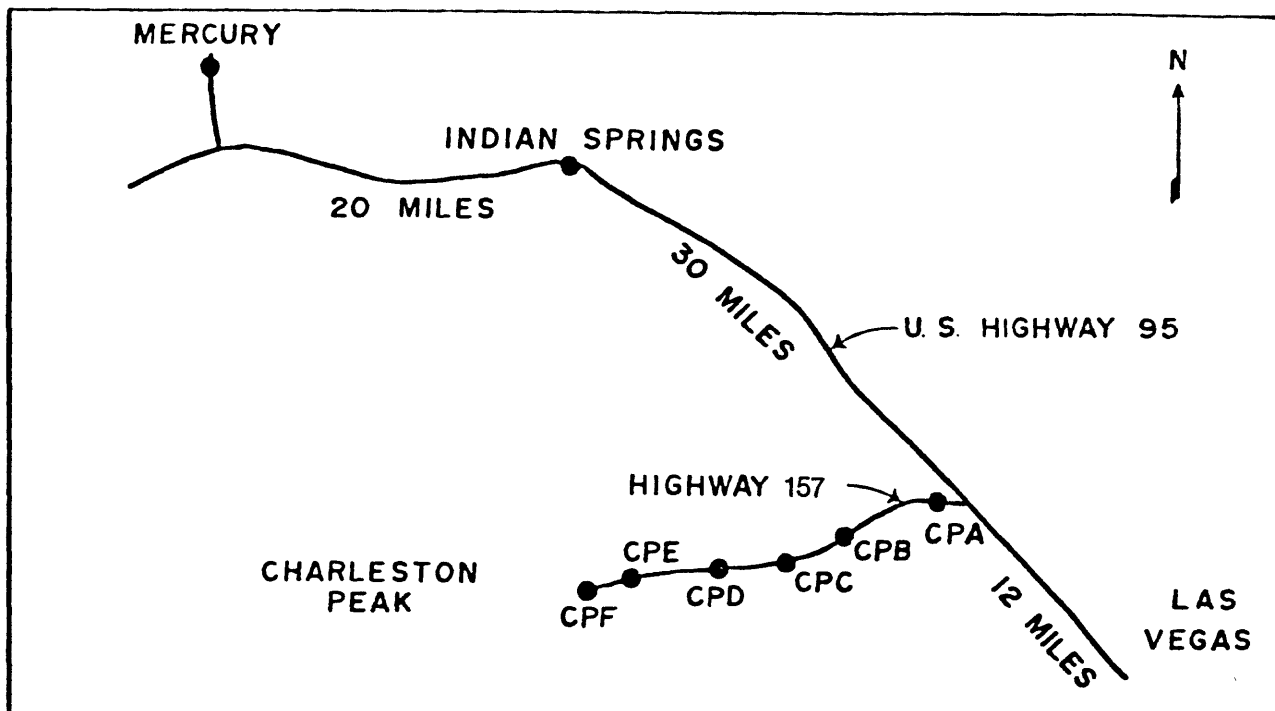 MERCURY
N
INDIAN SPRINGS
20 MILES
30 MILES
U.S. HIGHWAY 95
HIGHWAY 157
CPA
CPB
CPE
CPC
CPD
CPF
CHARLESTON
PEAK
12 MILES
LAS
VEGAS